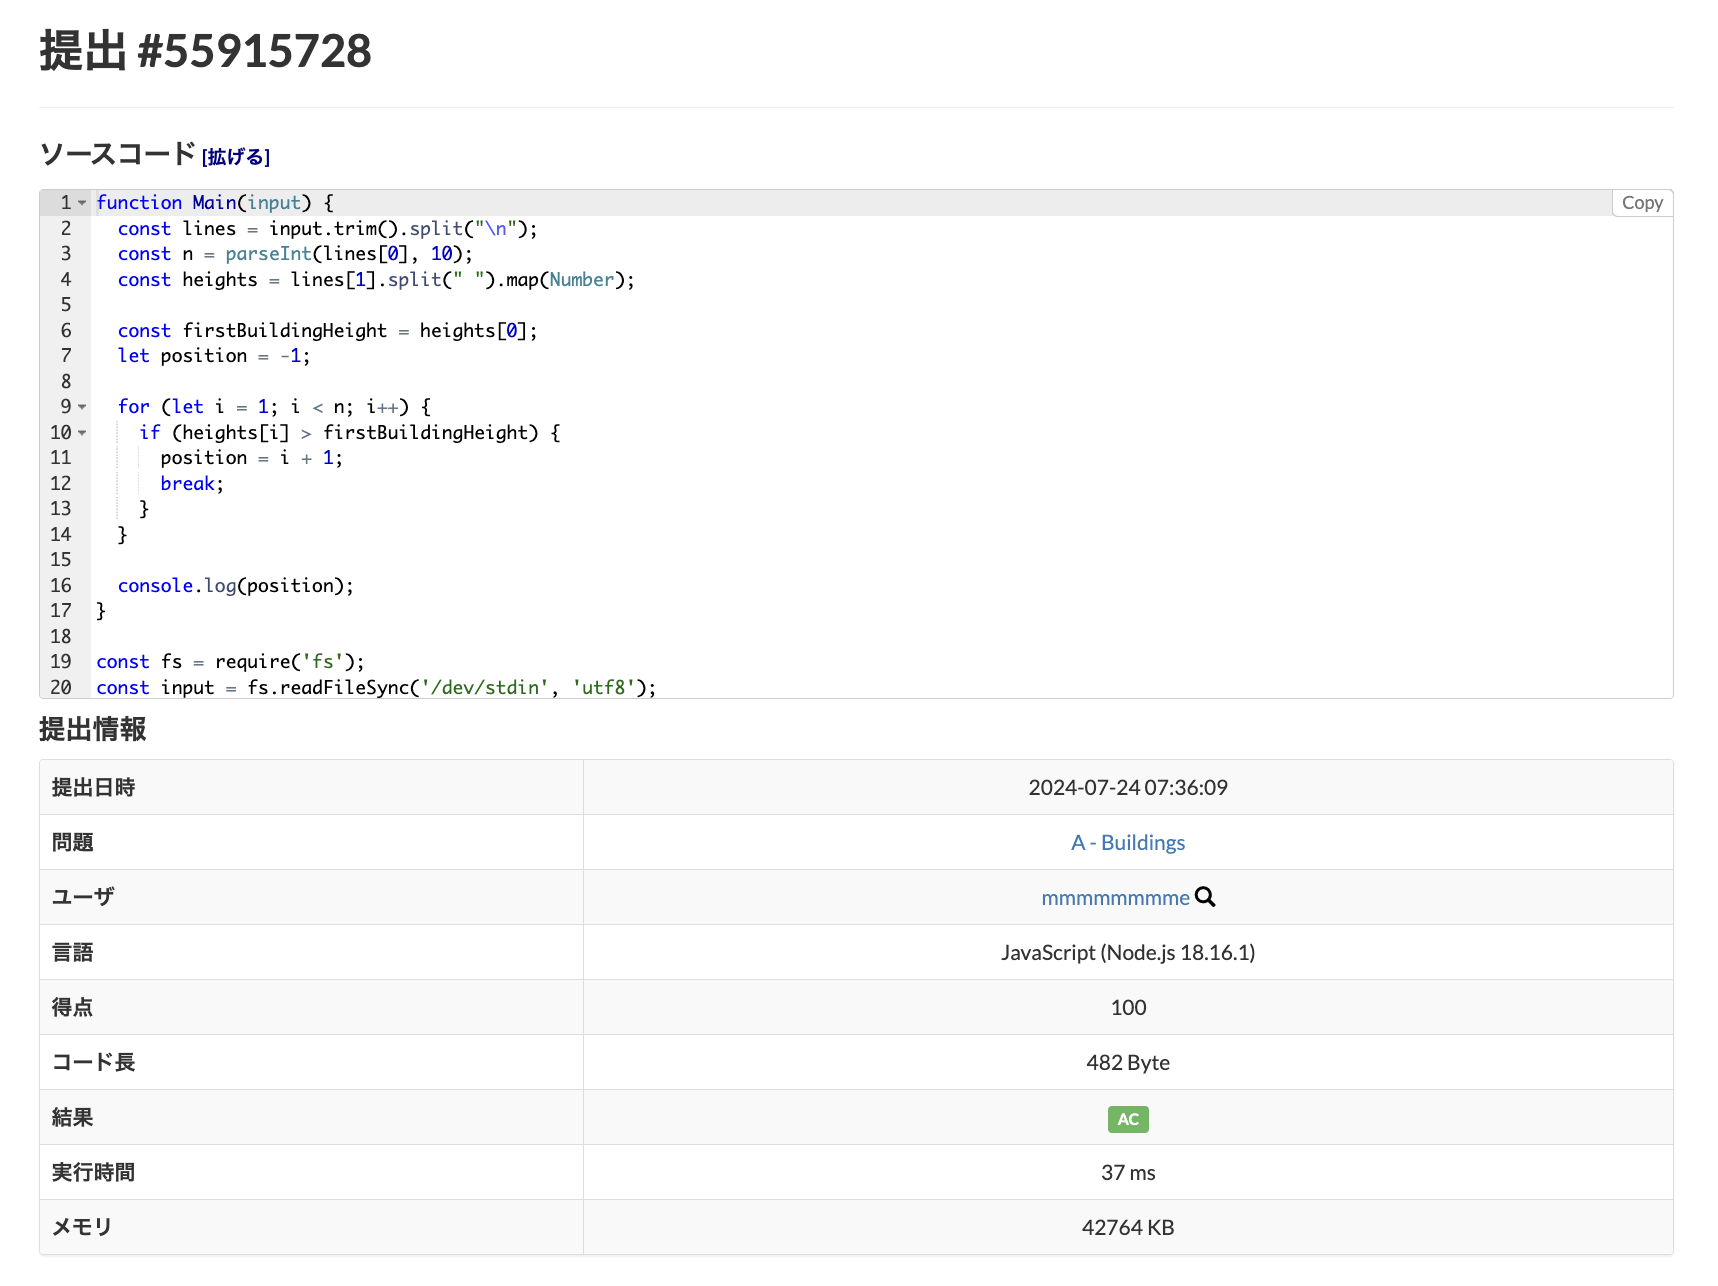 提出 #55915728
ソースコード [拡げる]
Copy
1 function Main(input) {
2   const lines = input.trim().split("\n");
3   const n = parseInt(lines[0], 10);
4   const heights = lines[1].split(" ").map(Number);
5
6   const firstBuildingHeight = heights[0];
7   let position = -1;
8
9   for (let i = 1; i < n; i++) {
10     if (heights[i] > firstBuildingHeight) {
11       position = i + 1;
12       break;
13     }
14   }
15
16   console.log(position);
17 }
18
19 const fs = require('fs');
20 const input = fs.readFileSync('/dev/stdin', 'utf8');
提出情報
提出日時 2024-07-24 07:36:09
問題 A - Buildings
ユーザ mmmmmmmme
言語 JavaScript (Node.js 18.16.1)
得点 100
コード長 482 Byte
結果 AC
実行時間 37 ms
メモリ 42764 KB